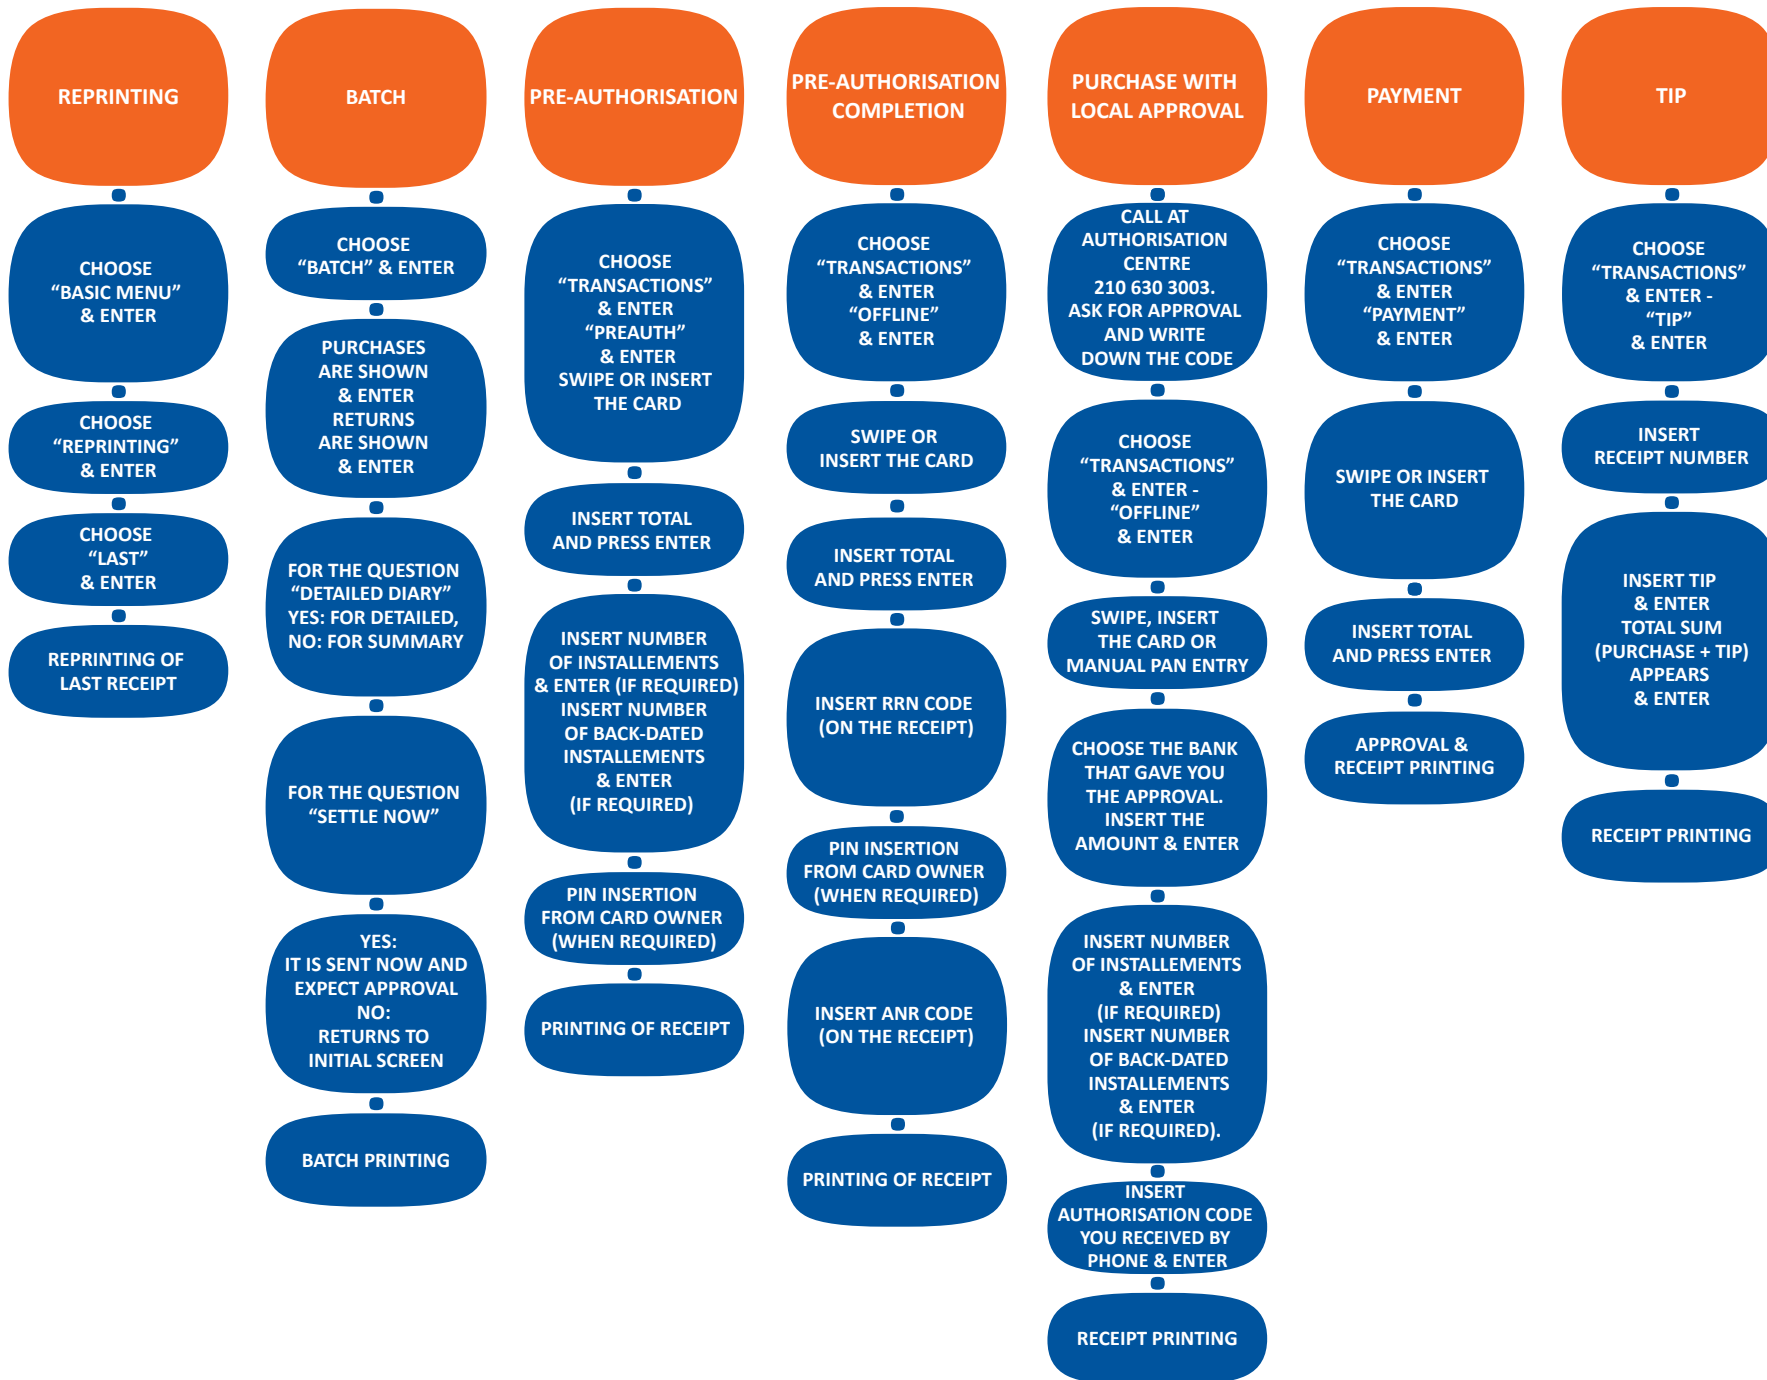 REPRINTING
CHOOSE
“BASIC MENU”
& ENTER
CHOOSE
“REPRINTING”
& ENTER
CHOOSE
“LAST”
& ENTER
REPRINTING OF
LAST RECEIPT
BATCH
CHOOSE
“BATCH” & ENTER
PURCHASES
ARE SHOWN
& ENTER
RETURNS
ARE SHOWN
& ENTER
FOR THE QUESTION
“DETAILED DIARY”
YES: FOR DETAILED,
NO: FOR SUMMARY
FOR THE QUESTION
“SETTLE NOW”
YES:
IT IS SENT NOW AND
EXPECT APPROVAL
NO:
RETURNS TO
INITIAL SCREEN
BATCH PRINTING
PRE-AUTHORISATION
CHOOSE
“TRANSACTIONS”
& ENTER
“PREAUTH”
& ENTER
SWIPE OR INSERT
THE CARD
INSERT TOTAL
AND PRESS ENTER
INSERT NUMBER
OF INSTALLEMENTS
& ENTER (IF REQUIRED)
INSERT NUMBER
OF BACK-DATED
INSTALLEMENTS
& ENTER
(IF REQUIRED)
PIN INSERTION
FROM CARD OWNER
(WHEN REQUIRED)
PRINTING OF RECEIPT
PRE-AUTHORISATION
COMPLETION
CHOOSE
“TRANSACTIONS”
& ENTER
“OFFLINE”
& ENTER
SWIPE OR
INSERT THE CARD
INSERT TOTAL
AND PRESS ENTER
INSERT RRN CODE
(ON THE RECEIPT)
PIN INSERTION
FROM CARD OWNER
(WHEN REQUIRED)
INSERT ANR CODE
(ON THE RECEIPT)
PRINTING OF RECEIPT
PURCHASE WITH
LOCAL APPROVAL
CALL AT
AUTHORISATION
CENTRE
210 630 3003.
ASK FOR APPROVAL
AND WRITE
DOWN THE CODE
CHOOSE
“TRANSACTIONS”
& ENTER -
“OFFLINE”
& ENTER
SWIPE, INSERT
THE CARD OR
MANUAL PAN ENTRY
CHOOSE THE BANK
THAT GAVE YOU
THE APPROVAL.
INSERT THE
AMOUNT & ENTER
INSERT NUMBER
OF INSTALLEMENTS
& ENTER
(IF REQUIRED)
INSERT NUMBER
OF BACK-DATED
INSTALLEMENTS
& ENTER
(IF REQUIRED).
INSERT
AUTHORISATION CODE
YOU RECEIVED BY
PHONE & ENTER
RECEIPT PRINTING
PAYMENT
CHOOSE
“TRANSACTIONS”
& ENTER
“PAYMENT”
& ENTER
SWIPE OR INSERT
THE CARD
INSERT TOTAL
AND PRESS ENTER
APPROVAL &
RECEIPT PRINTING
TIP
CHOOSE
“TRANSACTIONS”
& ENTER -
“TIP”
& ENTER
INSERT
RECEIPT NUMBER
INSERT TIP
& ENTER
TOTAL SUM
(PURCHASE + TIP)
APPEARS
& ENTER
RECEIPT PRINTING